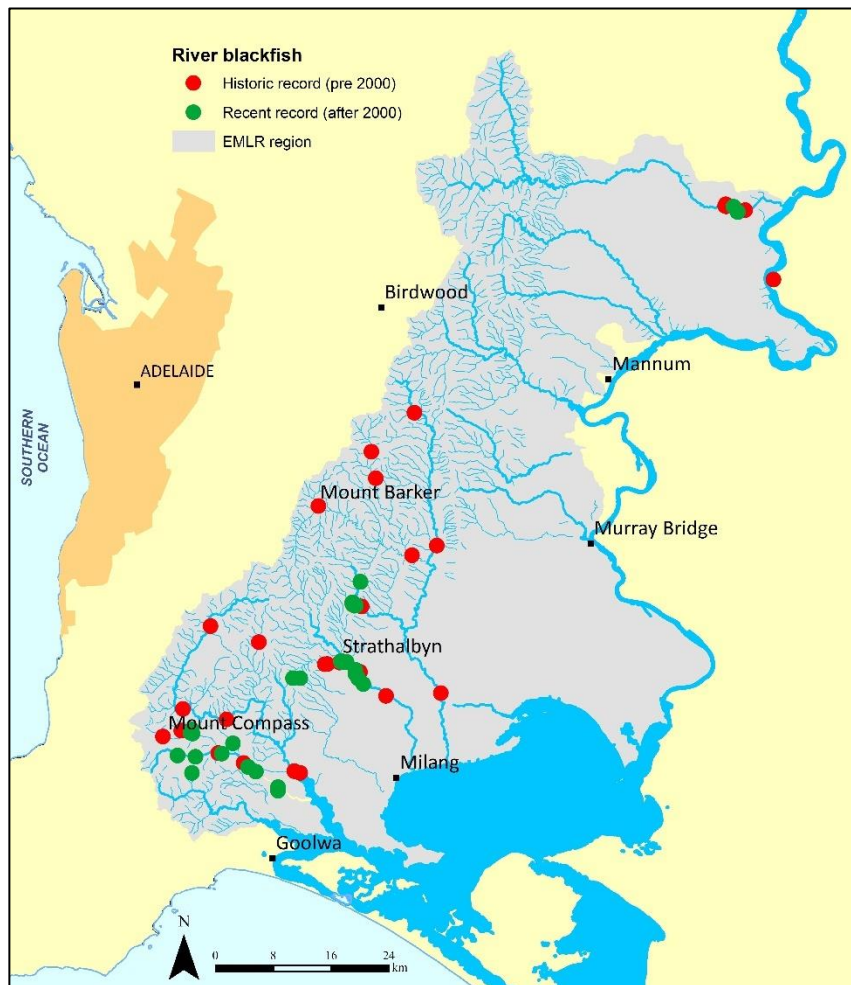 River blackfish
Historic record (pre 2000)
Recent record (after 2000)
EMLR region
Birdwood
ADELAIDE
Mannum
SOUTHERN
OCEAN
Mount Barker
Murray Bridge
Strathalbyn
Mount Compass
Milang
Goolwa
N
0 8 16 24
km